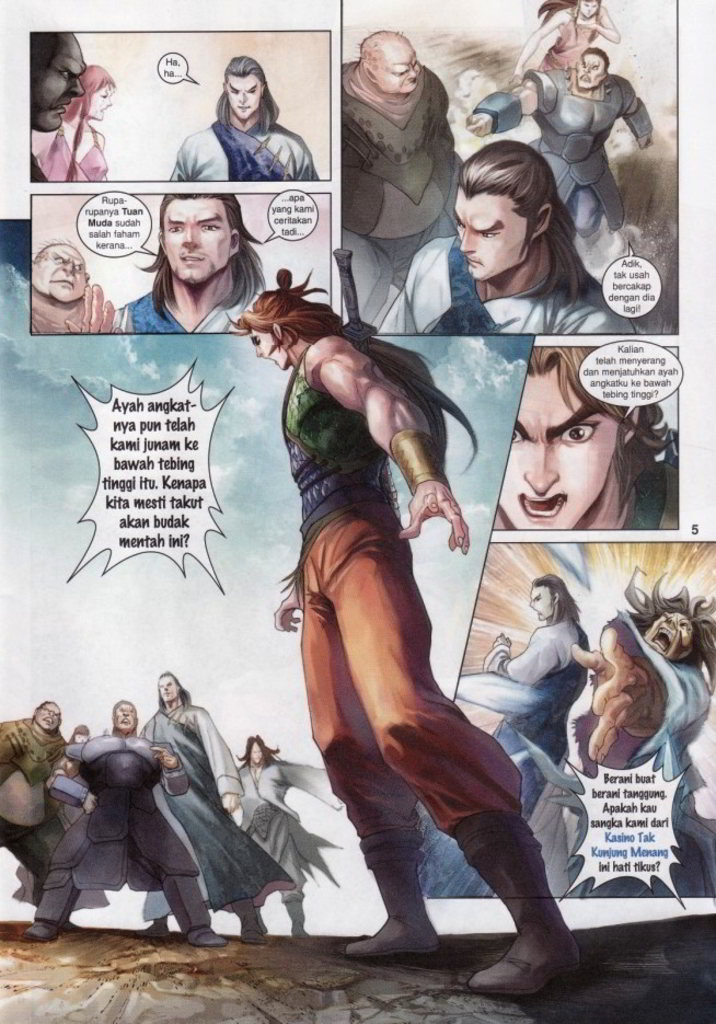 Ha,
ha...
Rupa-
rupanya Tuan
Muda sudah
salah faham
kerana...
...apa
yang kami
ceritakan
tadi...
Adik,
tak usah
bercakap
dengan dia
lagi!
Ayah angkat-
nya pun telah
kami junam ke
bawah tebing
tinggi itu. Kenapa
kita mesti takut
akan budak
mentah ini?
Kalian
telah menyerang
dan menjatuhkan ayah
angkatku ke bawah
tebing tinggi?
5
Berani buat
berani tanggung.
Apakah kau
sangka kami dari
Kasino Tak
Kunjung Menang
ini hati tikus?